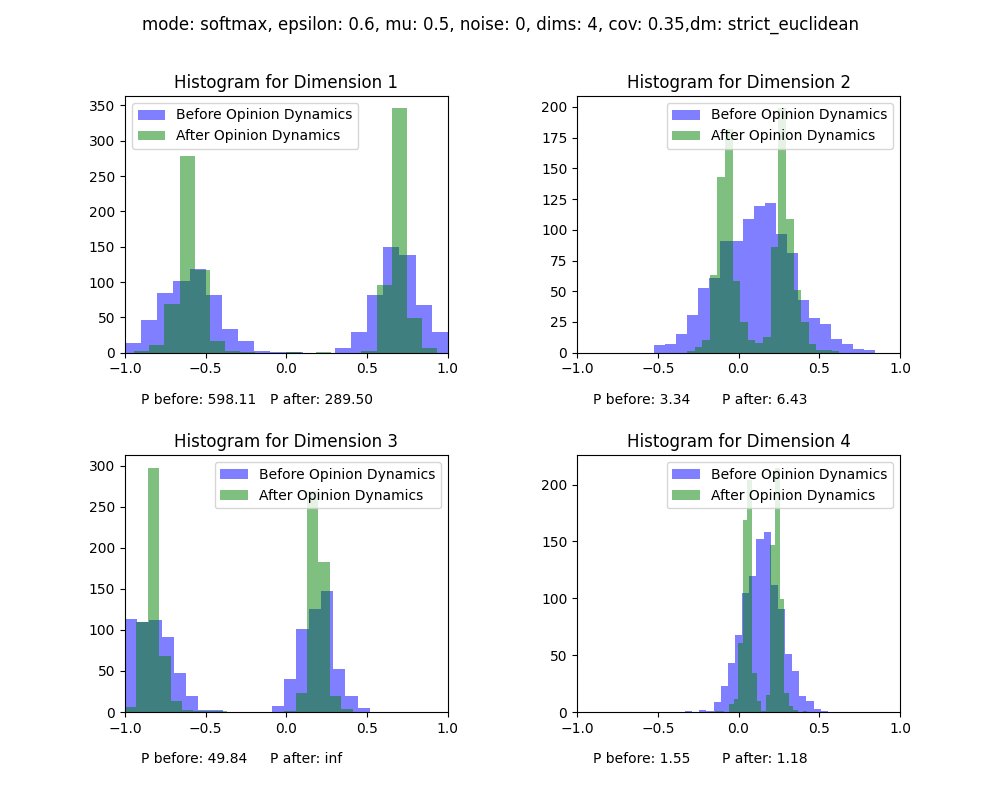 mode: softmax, epsilon: 0.6, mu: 0.5, noise: 0, dims: 4, cov: 0.35,dm: strict_euclidean
Histogram for Dimension 1
Before Opinion Dynamics
After Opinion Dynamics
350
300
250
200
150
100
50
0
−1.0 −0.5 0.0 0.5 1.0
P before: 598.11 P after: 289.50
Histogram for Dimension 2
Before Opinion Dynamics
After Opinion Dynamics
200
175
150
125
100
75
50
25
0
−1.0 −0.5 0.0 0.5 1.0
P before: 3.34 P after: 6.43
Histogram for Dimension 3
Before Opinion Dynamics
After Opinion Dynamics
300
250
200
150
100
50
0
−1.0 −0.5 0.0 0.5 1.0
P before: 49.84 P after: inf
Histogram for Dimension 4
Before Opinion Dynamics
After Opinion Dynamics
200
150
100
50
0
−1.0 −0.5 0.0 0.5 1.0
P before: 1.55 P after: 1.18